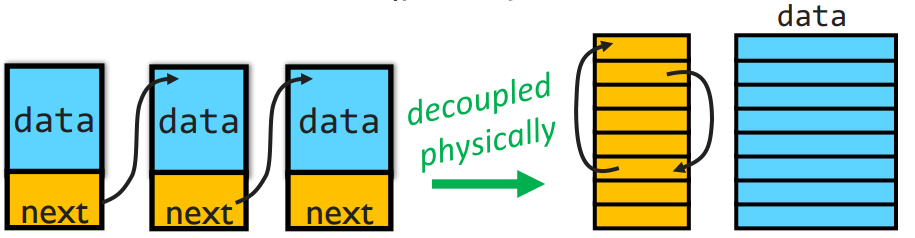 data
data
data
data
next
next
next
decoupled
physically